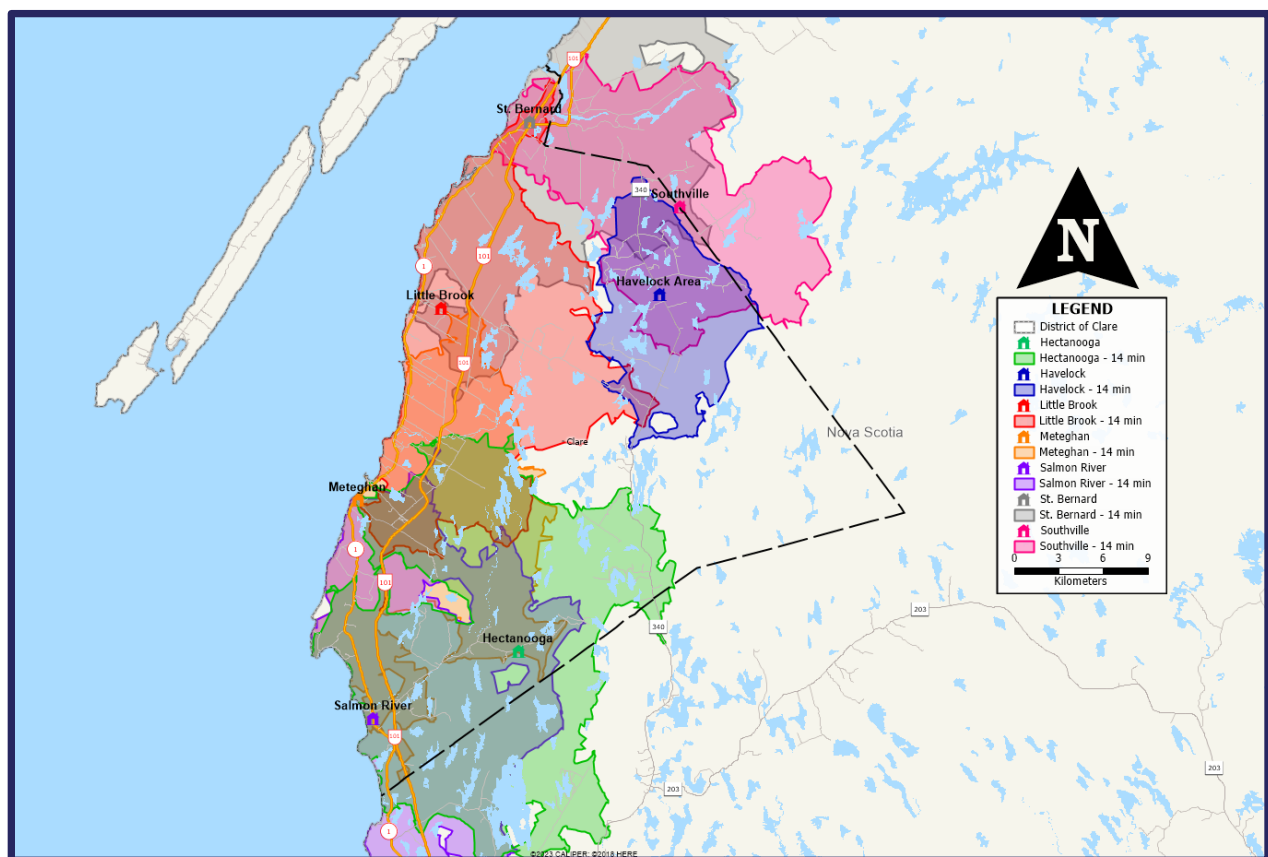 101
St. Bernard
340
Southville
101
1
Havelock Area
Little Brook
101
Nova Scotia
Clare
Meteghan
1
101
203
340
Hectanooga
Salmon River
101
203
203
1
©2023 CALIPER; ©2018 HERE
N
LEGEND
District of Clare
Hectanooga
Hectanooga - 14 min
Havelock
Havelock - 14 min
Little Brook
Little Brook - 14 min
Meteghan
Meteghan - 14 min
Salmon River
Salmon River - 14 min
St. Bernard
St. Bernard - 14 min
Southville
Southville - 14 min
0 3 6 9
Kilometers